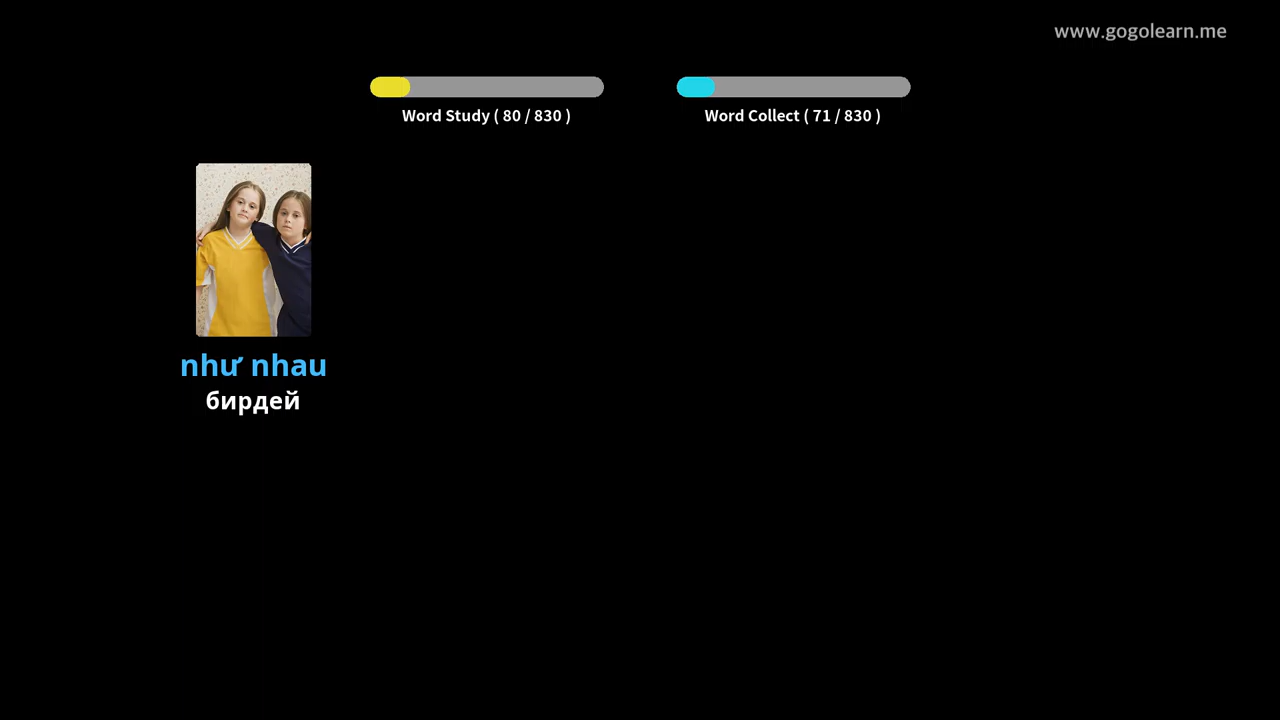 www.gogolearn.me
Word Study ( 80 / 830 )
Word Collect ( 71 / 830 )
như nhau
бирдей